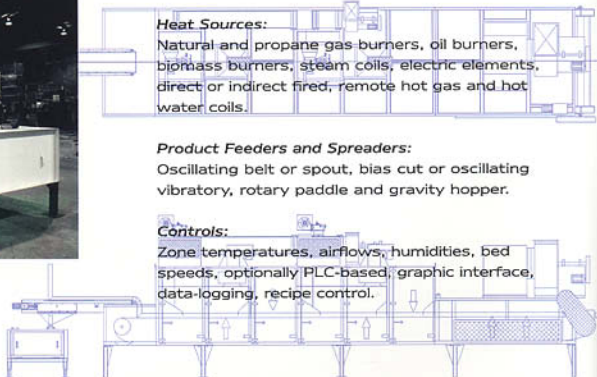 Heat Sources:
Natural and propane gas burners, oil burners,
biomass burners, steam coils, electric elements,
direct or indirect fired, remote hot gas and hot
water coils.
Product Feeders and Spreaders:
Oscillating belt or spout, bias cut or oscillating
vibratory, rotary paddle and gravity hopper.
Controls:
Zone temperatures, airflows, humidities, bed
speeds, optionally PLC-based, graphic interface,
data-logging, recipe control.